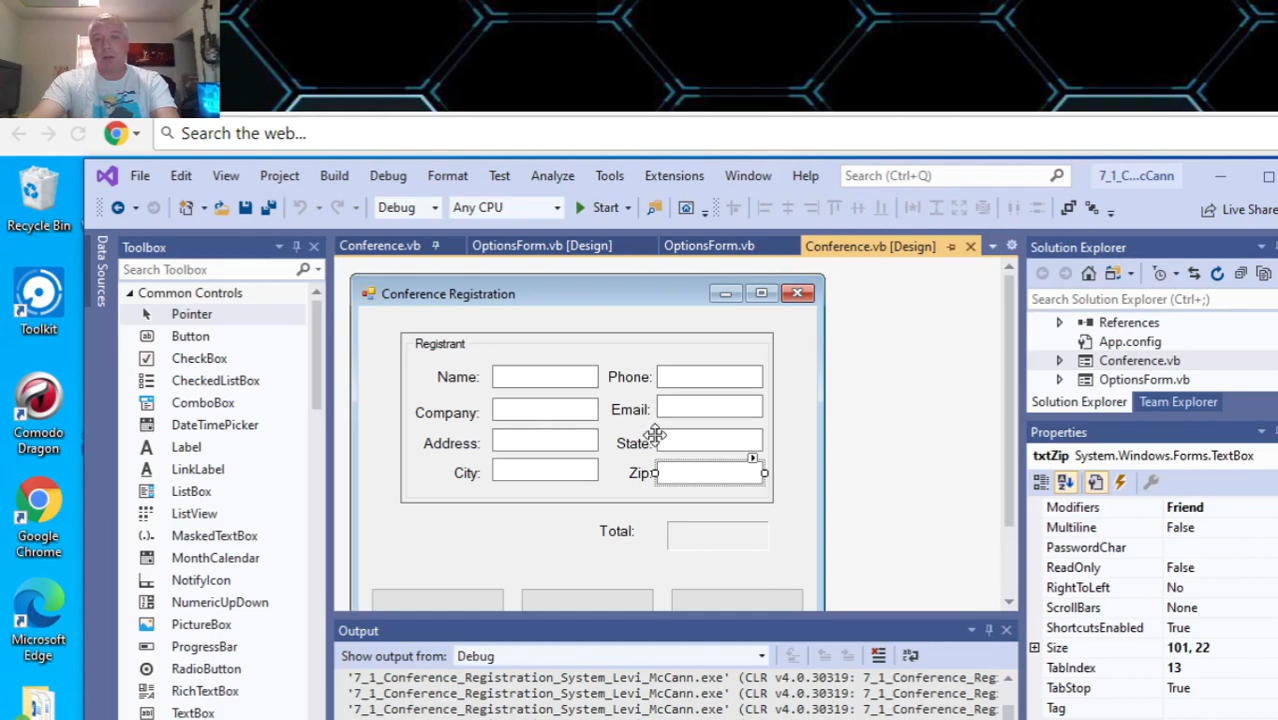 Search the web...
File Edit View Project Build Debug Format Test Analyze Tools Extensions Window Help Search (Ctrl+Q) 7_1_C...cCann
Debug Any CPU Start Live Share
Recycle Bin
Toolkit
Comodo
Dragon
Google
Chrome
Microsoft
Edge
Data Sources
Toolbox
Search Toolbox
Common Controls
Pointer
Button
CheckBox
CheckedListBox
ComboBox
DateTimePicker
Label
LinkLabel
ListBox
ListView
MaskedTextBox
MonthCalendar
NotifyIcon
NumericUpDown
PictureBox
ProgressBar
RadioButton
RichTextBox
TextBox
Conference.vb OptionsForm.vb [Design] OptionsForm.vb Conference.vb [Design]
Conference Registration
Registrant
Name: Phone:
Company: Email:
Address: State:
City: Zip:
Total:
Output
Show output from: Debug
'7_1_Conference_Registration_System_Levi_McCann.exe' (CLR v4.0.30319: 7_1_Conference_Reg
'7_1_Conference_Registration_System_Levi_McCann.exe' (CLR v4.0.30319: 7_1_Conference_Reg
'7_1_Conference_Registration_System_Levi_McCann.exe' (CLR v4.0.30319: 7_1_Conference_Reg
Solution Explorer
Search Solution Explorer (Ctrl+;)
References
App.config
Conference.vb
OptionsForm.vb
Solution Explorer Team Explorer
Properties
txtZip System.Windows.Forms.TextBox
Modifiers Friend
Multiline False
PasswordChar
ReadOnly False
RightToLeft No
ScrollBars None
ShortcutsEnabled True
Size 101, 22
TabIndex 13
TabStop True
Tag